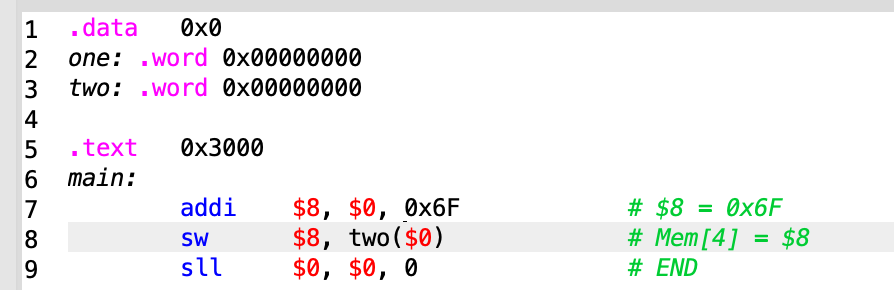 1 .data 0x0
2 one: .word 0x00000000
3 two: .word 0x00000000
4
5 .text 0x3000
6 main:
7 addi $8, $0, 0x6F # $8 = 0x6F
8 sw $8, two($0) # Mem[4] = $8
9 sll $0, $0, 0 # END